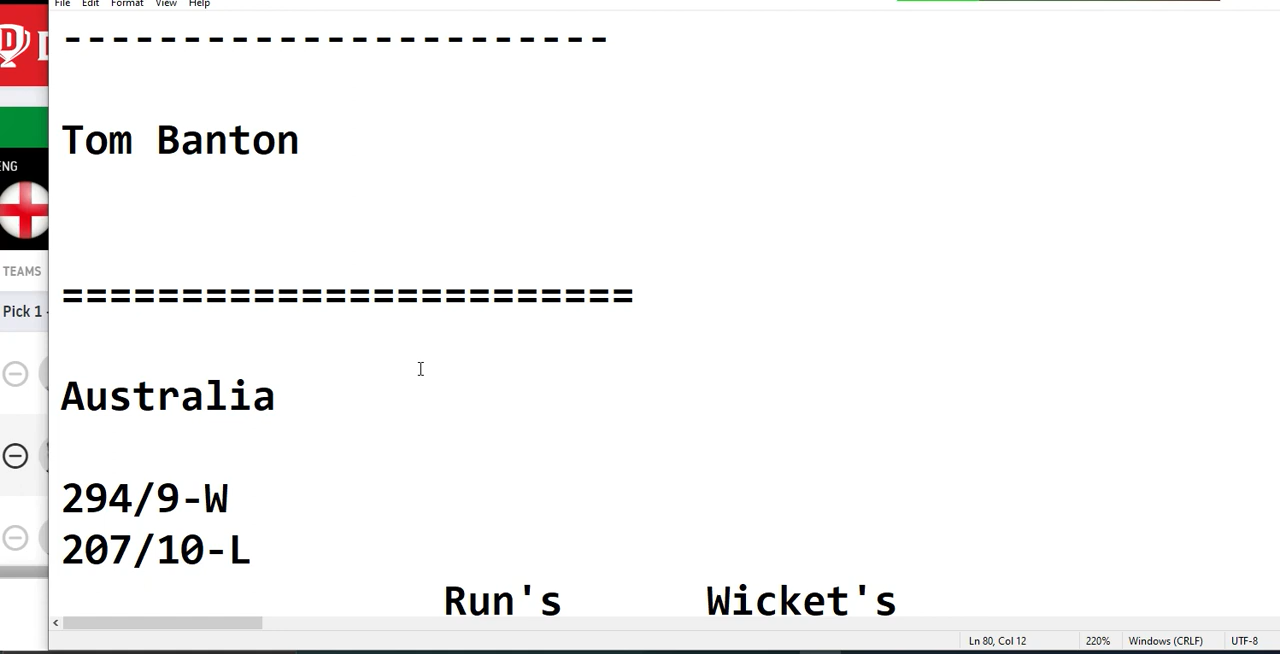 File Edit Format View Help
------------------------
Tom Banton
ENG
TEAMS
========================
Pick 1 -
Australia
294/9-W
207/10-L
Run's Wicket's
Ln 80, Col 12 220% Windows (CRLF) UTF-8